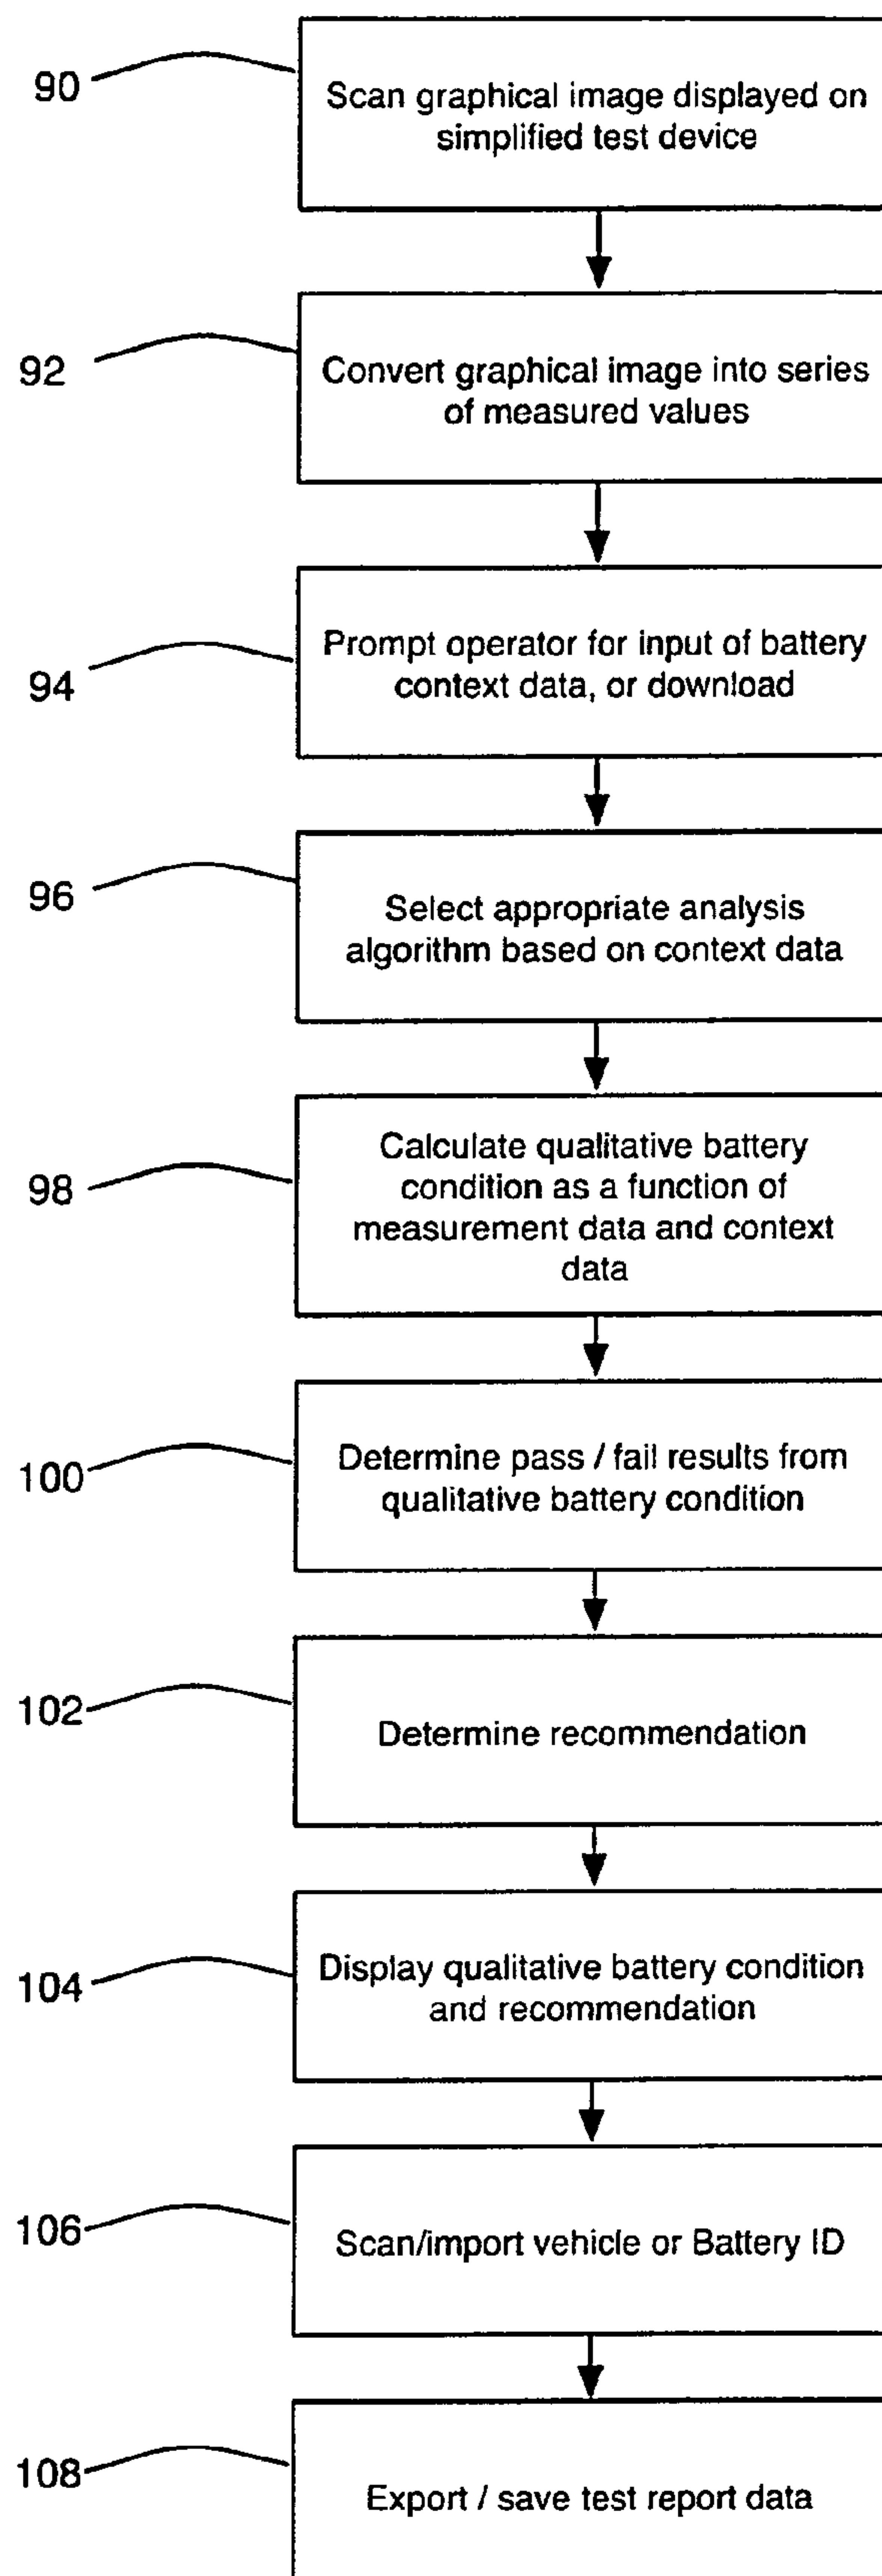 90
Scan graphical image displayed on
simplified test device
92
Convert graphical image into series
of measured values
94
Prompt operator for input of battery
context data, or download
96
Select appropriate analysis
algorithm based on context data
98
Calculate qualitative battery
condition as a function of
measurement data and context
data
100
Determine pass / fail results from
qualitative battery condition
102
Determine recommendation
104
Display qualitative battery condition
and recommendation
106
Scan/import vehicle or Battery ID
108
Export / save test report data